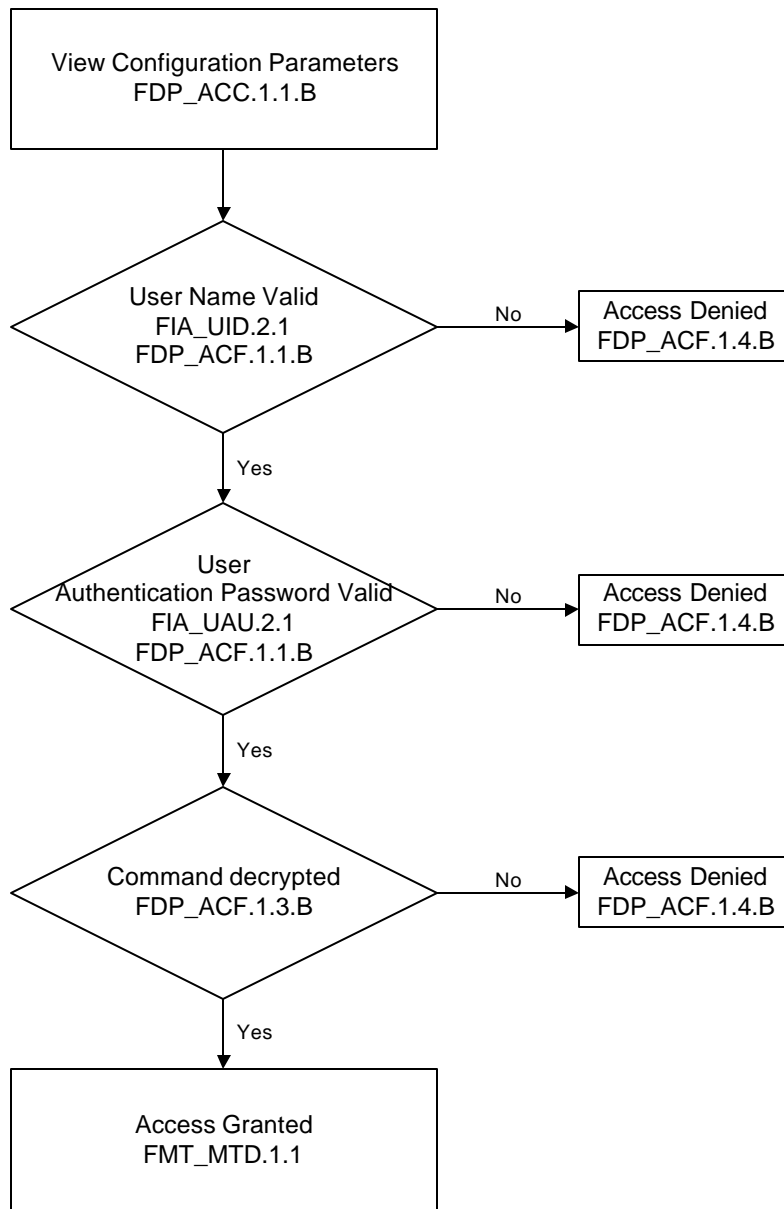 View Configuration Parameters
FDP_ACC.1.1.B
User Name Valid
FIA_UID.2.1
FDP_ACF.1.1.B
No
Access Denied
FDP_ACF.1.4.B
Yes
User
Authentication Password Valid
FIA_UAU.2.1
FDP_ACF.1.1.B
No
Access Denied
FDP_ACF.1.4.B
Yes
Command decrypted
FDP_ACF.1.3.B
No
Access Denied
FDP_ACF.1.4.B
Yes
Access Granted
FMT_MTD.1.1